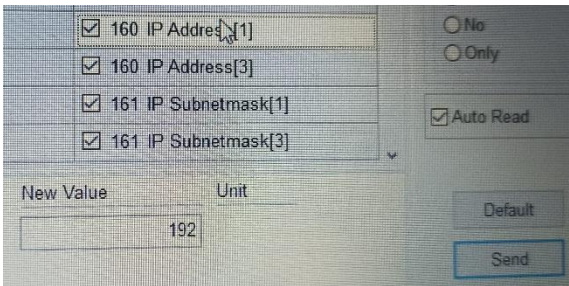 160 IP Address[1]
160 IP Address[3]
161 IP Subnetmask[1]
161 IP Subnetmask[3]
No
Only
Auto Read
New Value
Unit
192
Default
Send